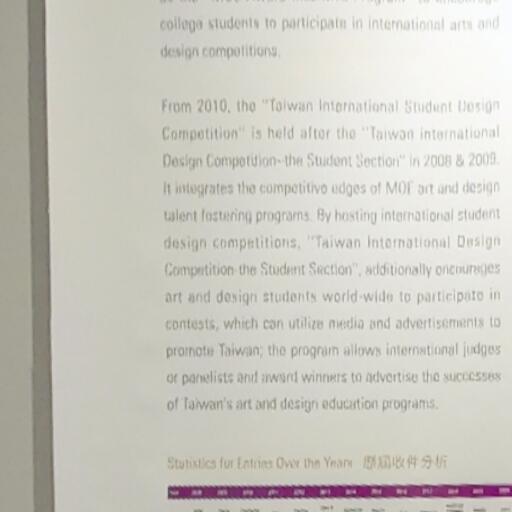 college students to participate in international arts and
design competitions.
From 2010, the "Taiwan International Student Design
Competition" is held after the "Taiwan international
Design Competition--the Student Section" in 2008 & 2009.
It integrates the competitive edges of MOE art and design
talent fostering programs. By hosting international student
design competitions, "Taiwan International Design
Competition-the Student Section", additionally encourages
art and design students world-wide to participate in
contests, which can utilize media and advertisements to
promote Taiwan; the program allows international judges
or panelists and award winners to advertise the successes
of Taiwan's art and design education programs.
Statistics for Entries Over the Years 歷屆收件分析